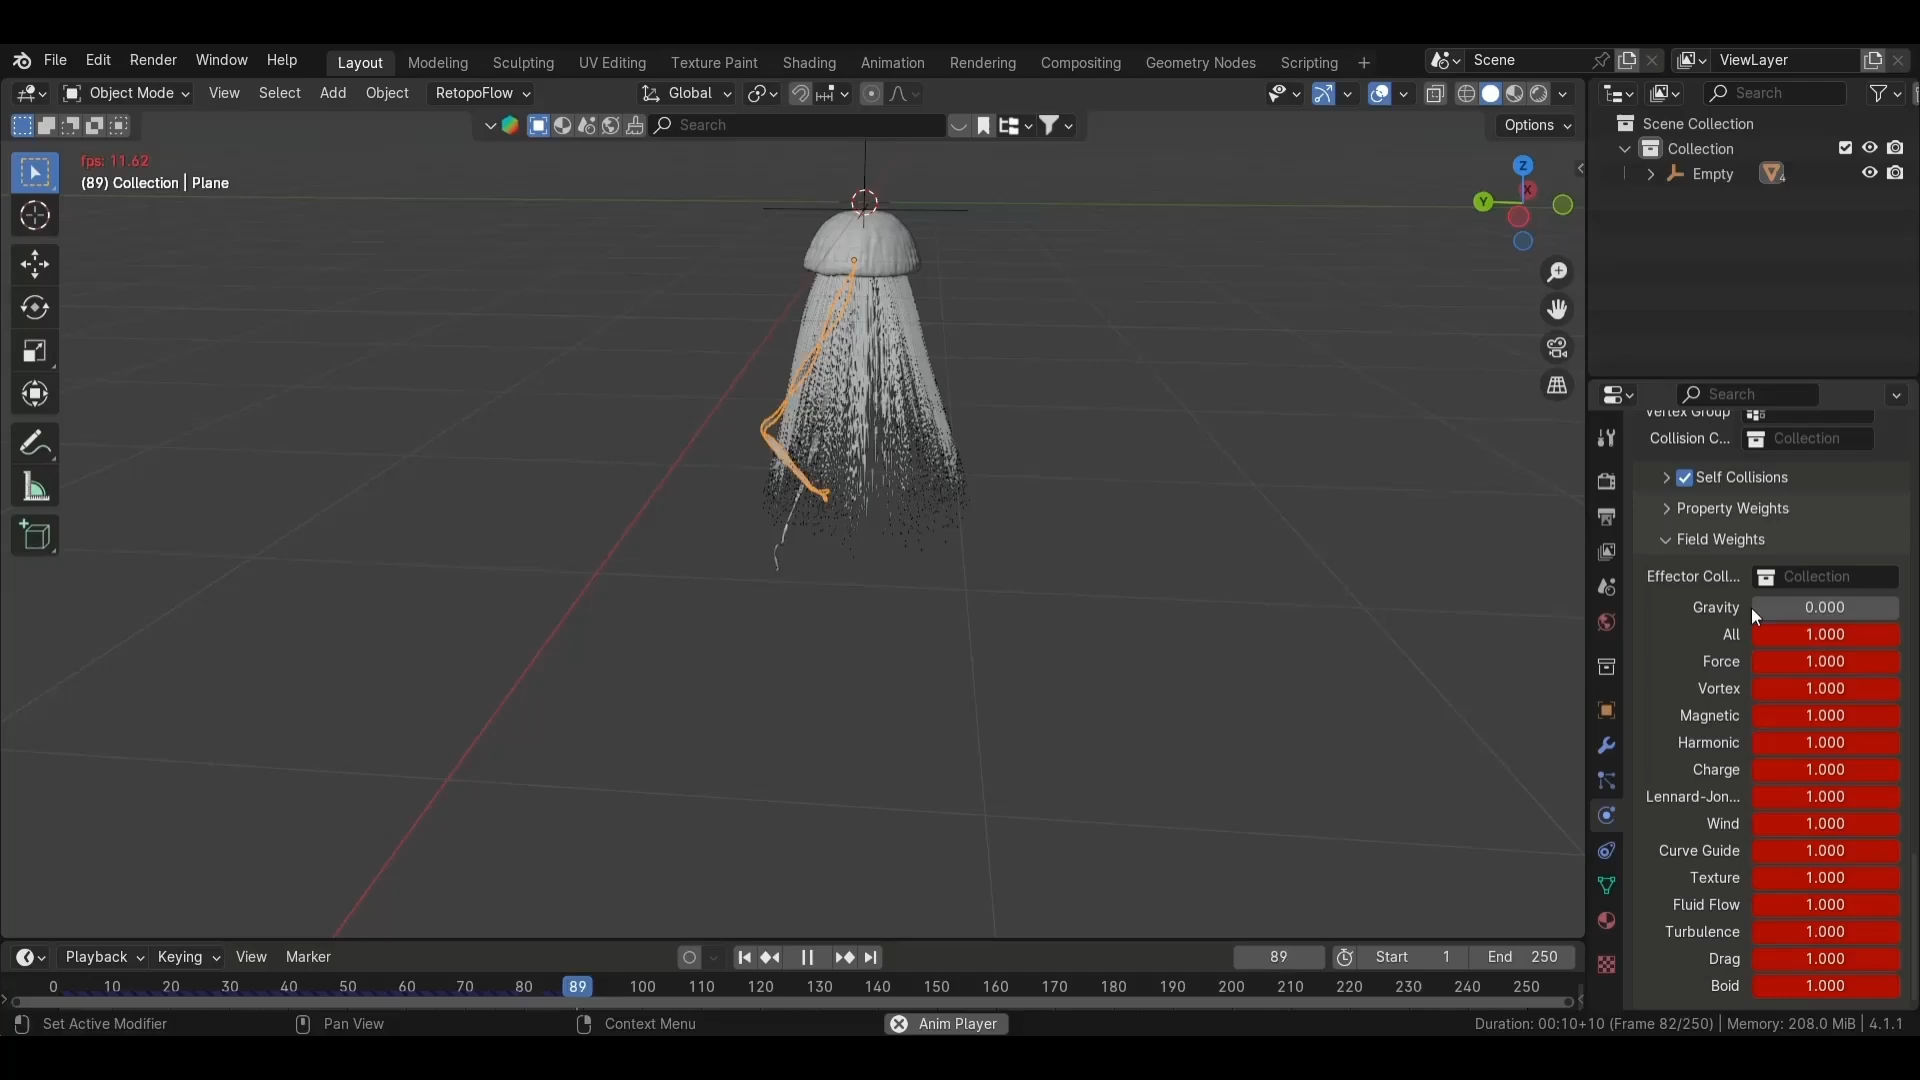 File Edit Render Window Help Layout Modeling Sculpting UV Editing Texture Paint Shading Animation Rendering Compositing Geometry Nodes Scripting + Scene ViewLayer
Object Mode View Select Add Object RetopoFlow Global Search
Search Options
Scene Collection
Collection
Empty 4
fps: 11.62
(89) Collection | Plane
Z
X
Y
Search
Vertex Group
Collision C... Collection
Self Collisions
Property Weights
Field Weights
Effector Coll... Collection
Gravity 0.000
All 1.000
Force 1.000
Vortex 1.000
Magnetic 1.000
Harmonic 1.000
Charge 1.000
Lennard-Jon... 1.000
Wind 1.000
Curve Guide 1.000
Texture 1.000
Fluid Flow 1.000
Turbulence 1.000
Drag 1.000
Boid 1.000
Playback Keying View Marker 89 Start 1 End 250
0 10 20 30 40 50 60 70 80 89 100 110 120 130 140 150 160 170 180 190 200 210 220 230 240 250
Set Active Modifier Pan View Context Menu Anim Player Duration: 00:10+10 (Frame 82/250) | Memory: 208.0 MiB | 4.1.1